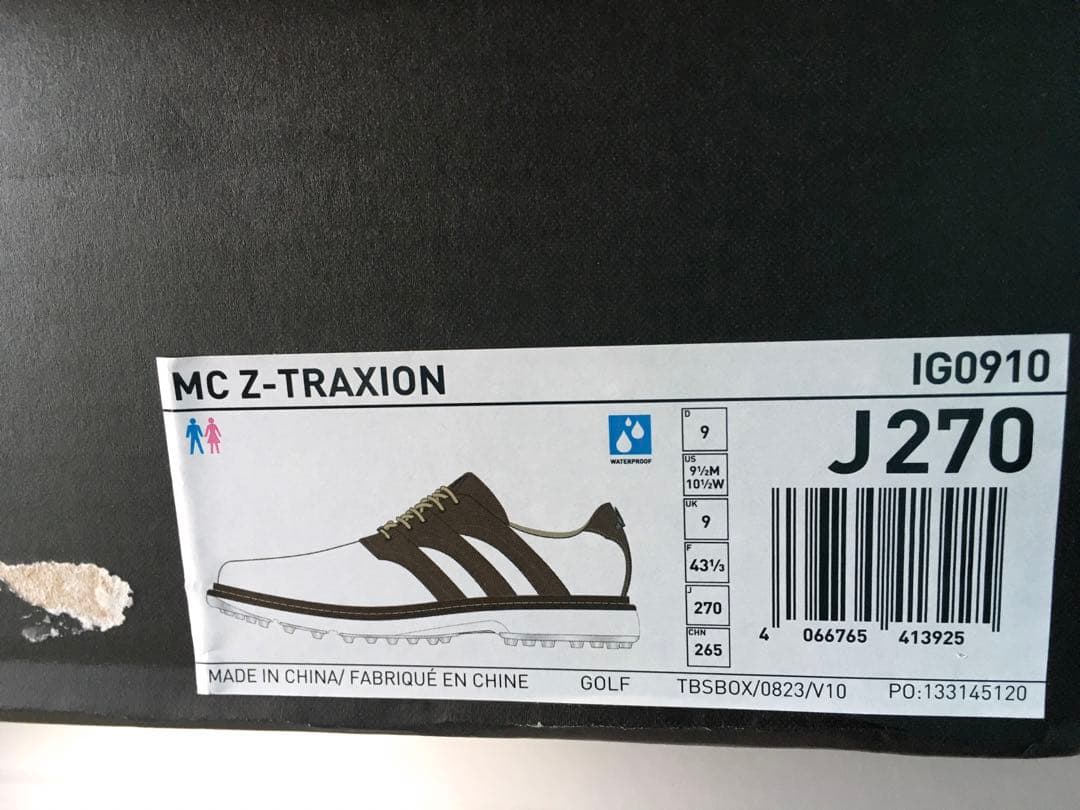 MC Z-TRAXION
IG0910
WATERPROOF
J270
D
9
US
9½M
10½W
UK
9
F
43⅓
J
270
CHN
265
4 066765 413925
MADE IN CHINA/ FABRIQUÉ EN CHINE
GOLF
TBSBOX/0823/V10
PO:133145120